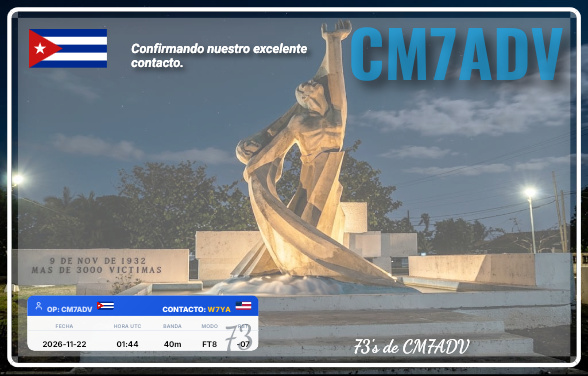 CM7ADV
Confirmando nuestro excelente
contacto.
9 DE NOV DE 1932
MAS DE 3000 VICTIMAS
OP: CM7ADV CONTACTO: W7YA
FECHA HORA UTC BANDA MODO
2026-11-22 01:44 40m FT8 -07
73
73's de CM7ADV